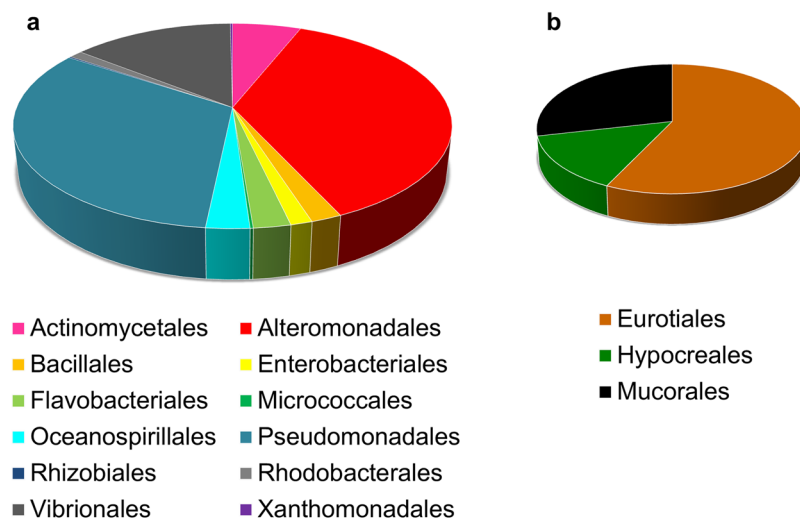 a
b
Actinomycetales
Alteromonadales
Bacillales
Enterobacteriales
Flavobacteriales
Micrococcales
Oceanospirillales
Pseudomonadales
Rhizobiales
Rhodobacterales
Vibrionales
Xanthomonadales
Eurotiales
Hypocreales
Mucorales